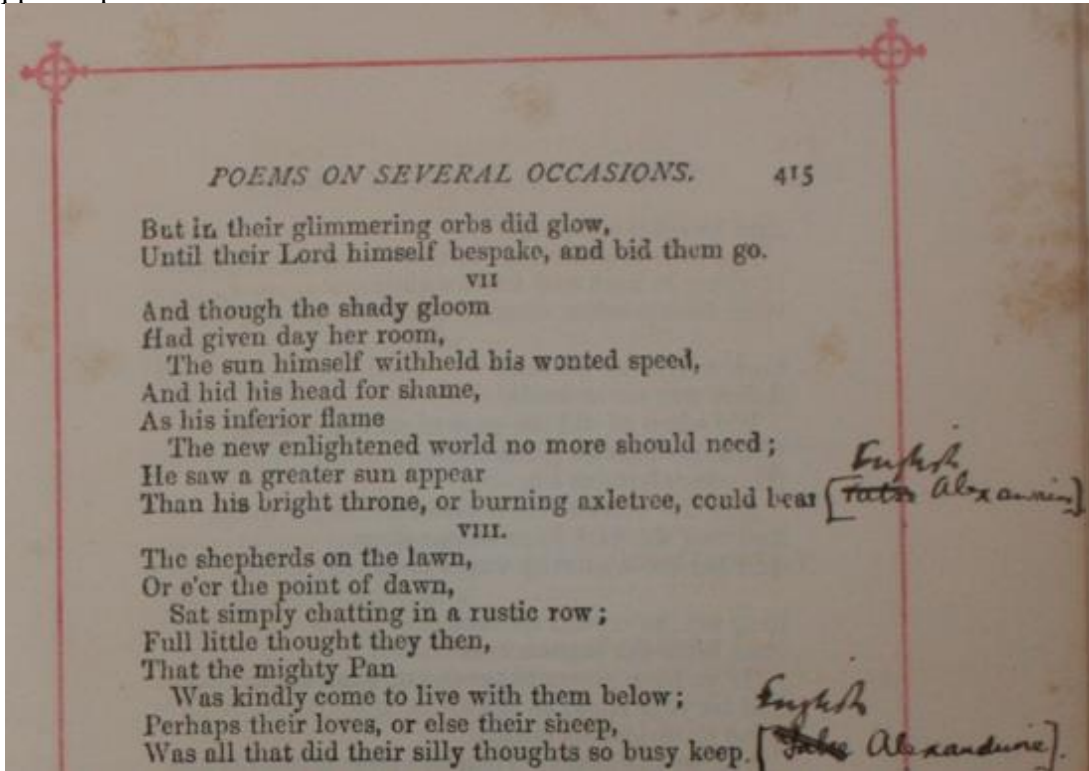 POEMS ON SEVERAL OCCASIONS. 415
But in their glimmering orbs did glow,
Until their Lord himself bespake, and bid them go.
VII
And though the shady gloom
Had given day her room,
The sun himself withheld his wonted speed,
And hid his head for shame,
As his inferior flame
The new enlightened world no more should need;
He saw a greater sun appear
English
Than his bright throne, or burning axletree, could bear [False Alexandrine]
VIII.
The shepherds on the lawn,
Or e'er the point of dawn,
Sat simply chatting in a rustic row;
Full little thought they then,
That the mighty Pan
Was kindly come to live with them below;
English
Perhaps their loves, or else their sheep,
Was all that did their silly thoughts so busy keep. [False Alexandrine].